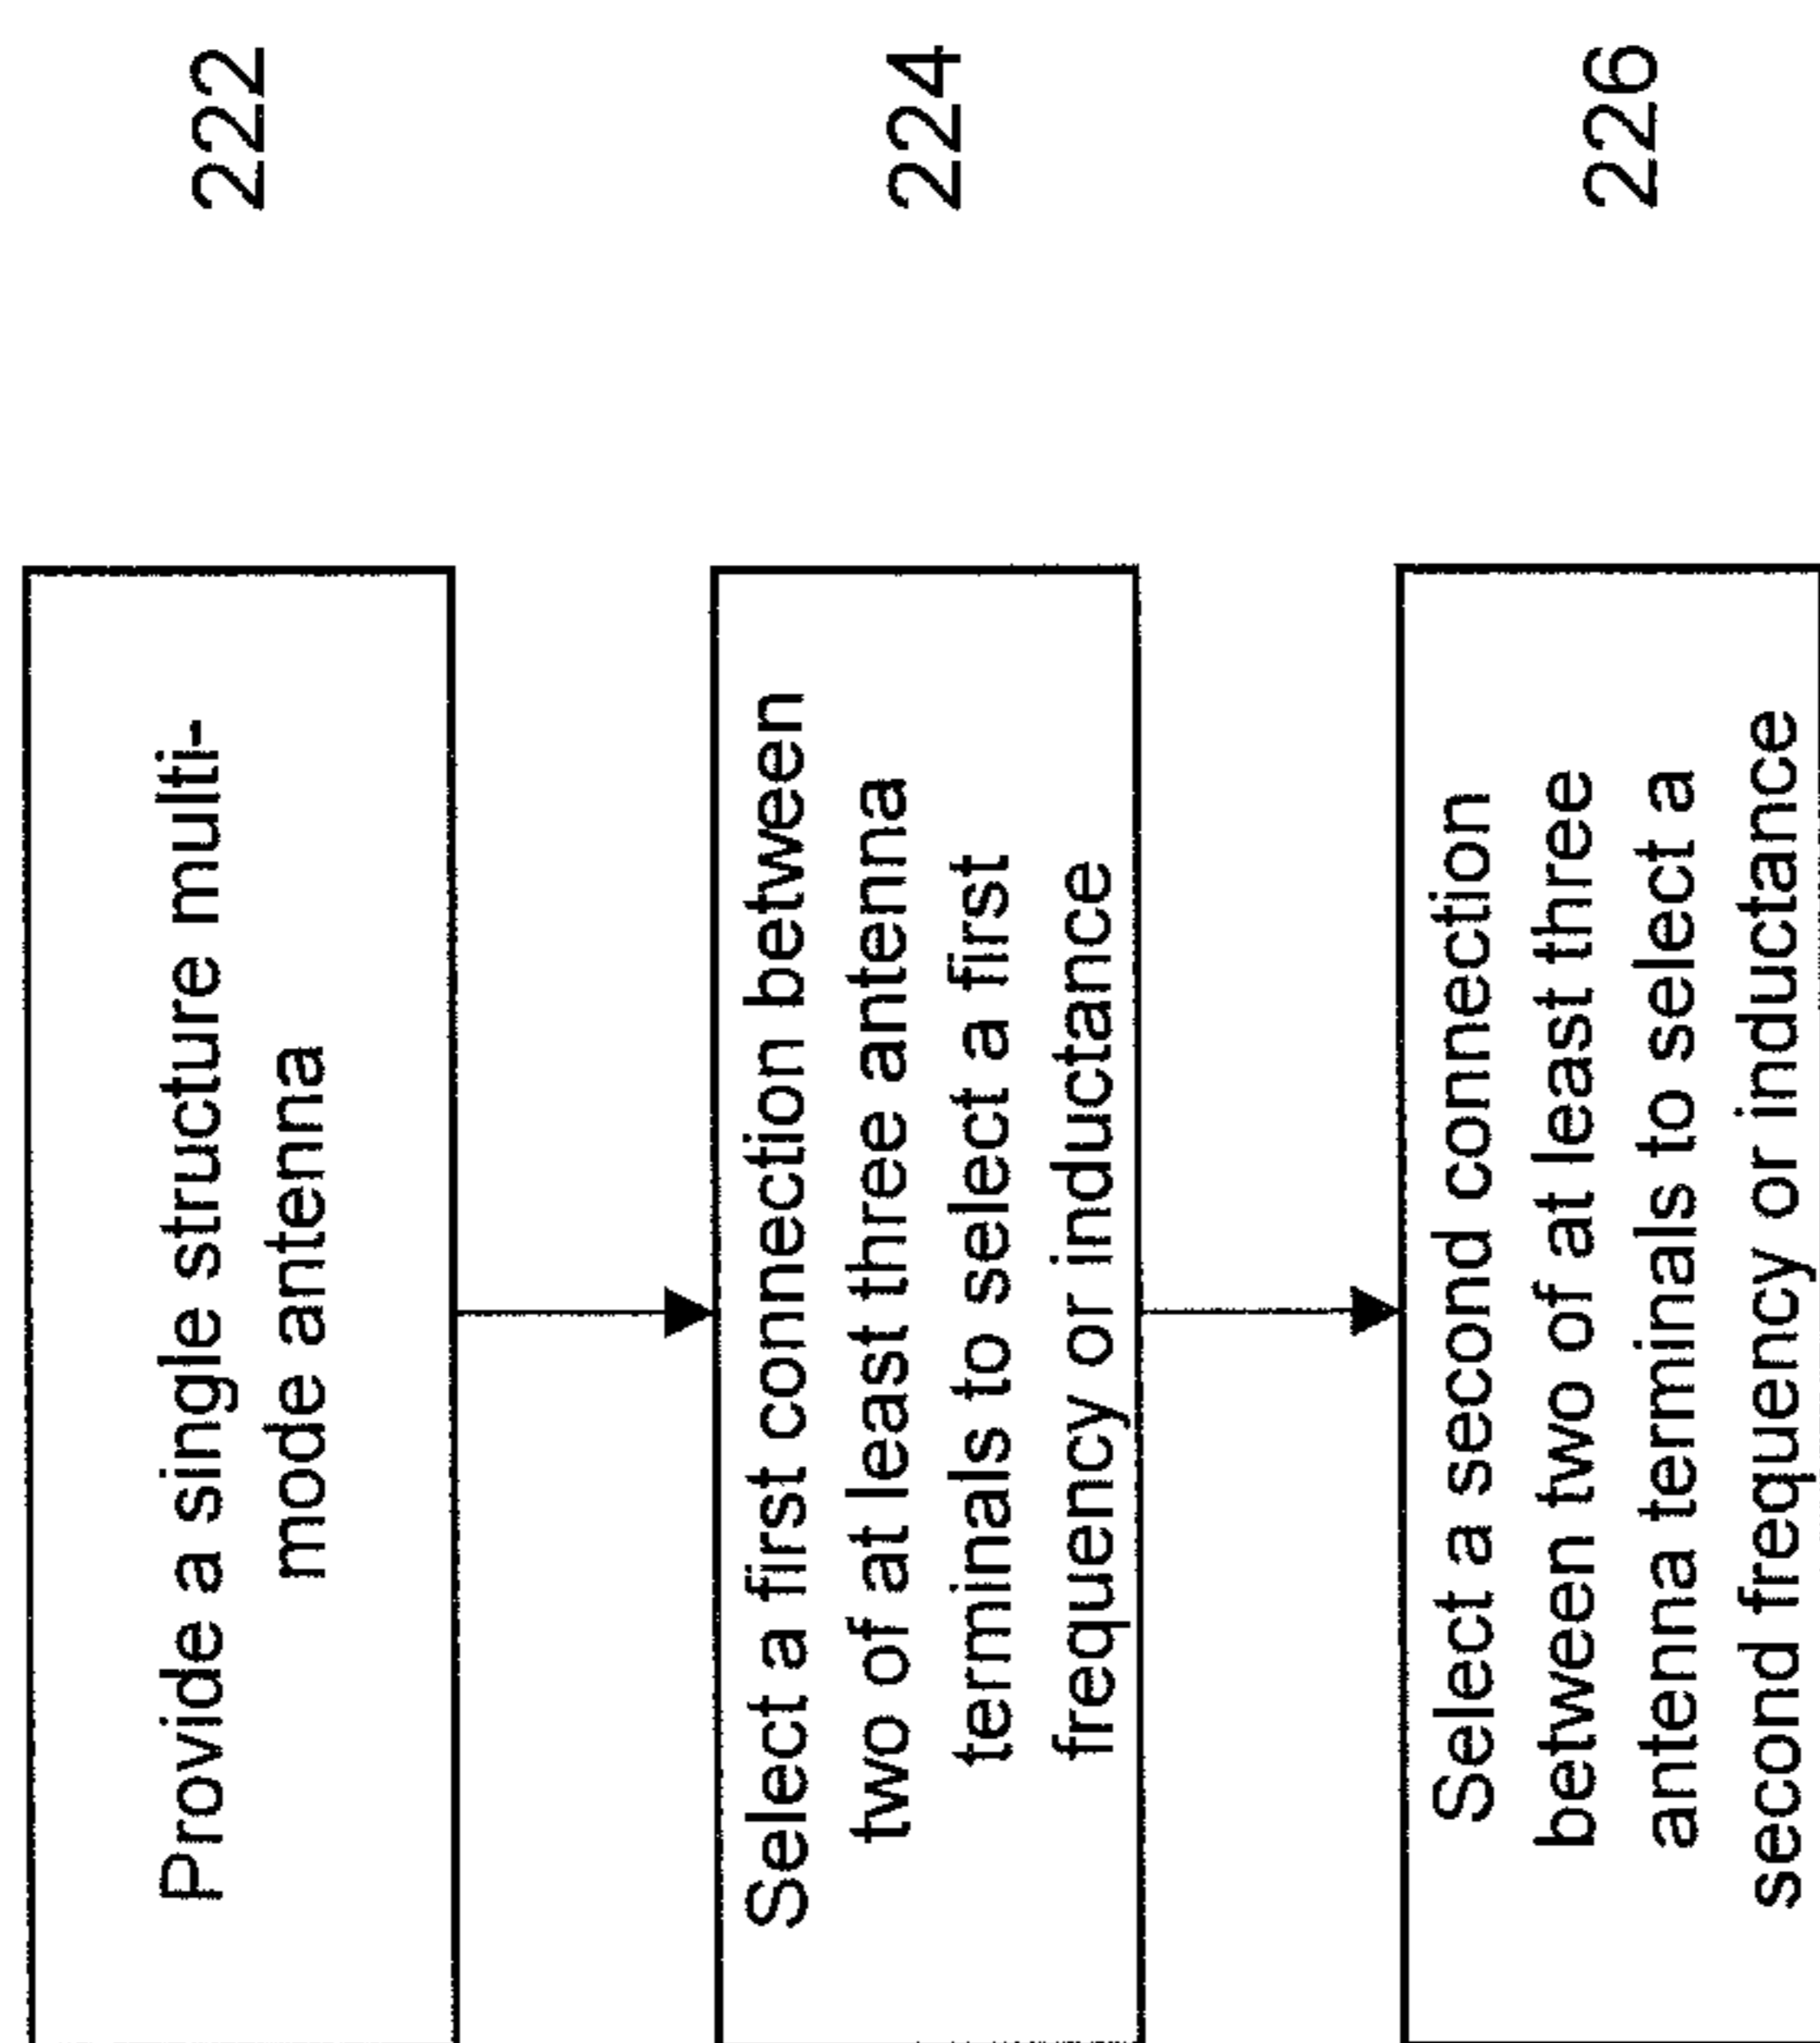 Provide a single structure multi-
mode antenna
222
Select a first connection between
two of at least three antenna
terminals to select a first
frequency or inductance
224
Select a second connection
between two of at least three
antenna terminals to select a
second frequency or inductance
226